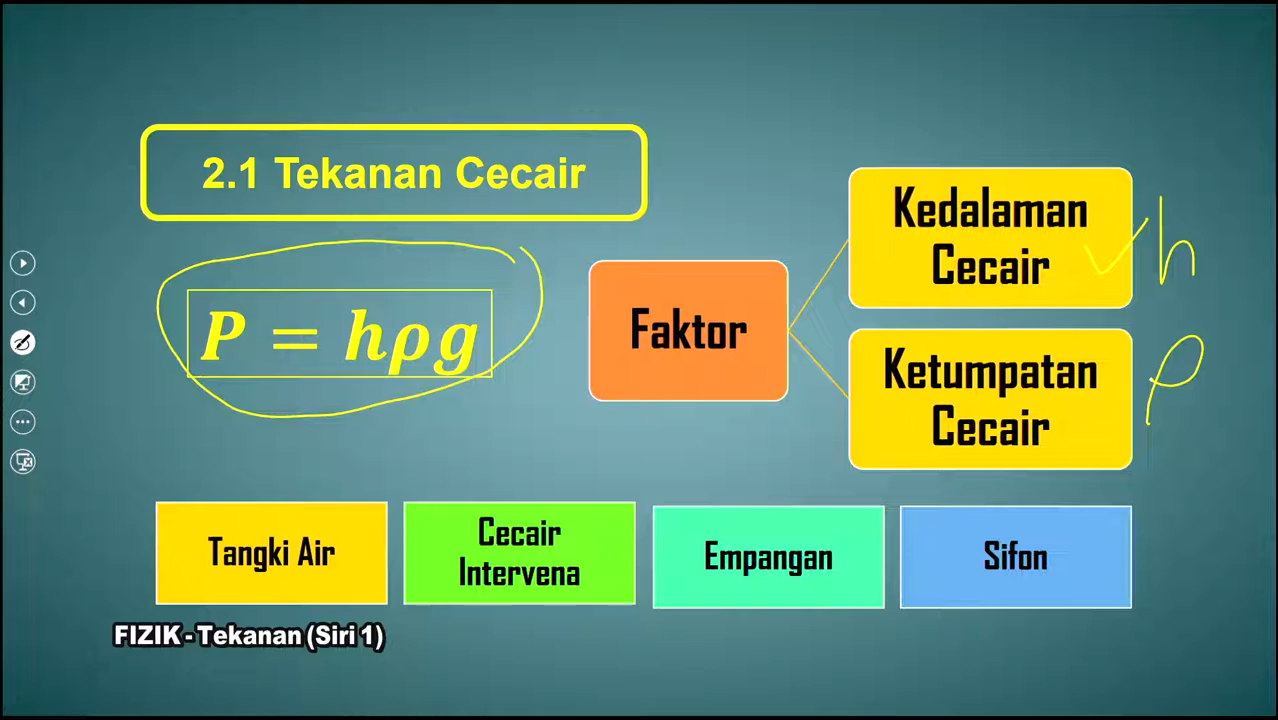 2.1 Tekanan Cecair
P = hρg
Faktor
Kedalaman
Cecair
h
Ketumpatan
Cecair
ρ
Tangki Air
Cecair
Intervena
Empangan
Sifon
FIZIK - Tekanan (Siri 1)